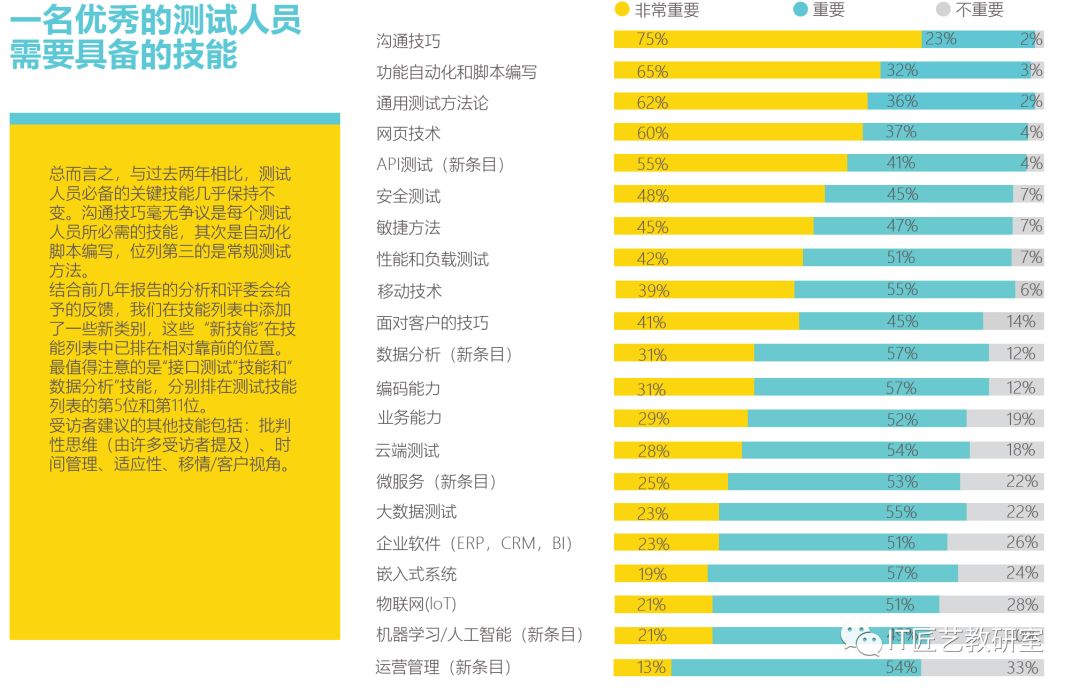 一名优秀的测试人员
需要具备的技能
总而言之，与过去两年相比，测试
人员必备的关键技能几乎保持不
变。沟通技巧毫无争议是每个测试
人员所必需的技能，其次是自动化
脚本编写，位列第三的是常规测试
方法。
结合前几年报告的分析和评委会给
予的反馈，我们在技能列表中添加
了一些新类别，这些 “新技能”在技
能列表中已排在相对靠前的位置。
最值得注意的是“接口测试”技能和“
数据分析”技能，分别排在测试技能
列表的第5位和第11位。
受访者建议的其他技能包括：批判
性思维（由许多受访者提及）、时
间管理、适应性、移情/客户视角。
非常重要 重要 不重要
沟通技巧 75% 23% 2%
功能自动化和脚本编写 65% 32% 3%
通用测试方法论 62% 36% 2%
网页技术 60% 37% 4%
API测试（新条目） 55% 41% 4%
安全测试 48% 45% 7%
敏捷方法 45% 47% 7%
性能和负载测试 42% 51% 7%
移动技术 39% 55% 6%
面对客户的技巧 41% 45% 14%
数据分析（新条目） 31% 57% 12%
编码能力 31% 57% 12%
业务能力 29% 52% 19%
云端测试 28% 54% 18%
微服务（新条目） 25% 53% 22%
大数据测试 23% 55% 22%
企业软件（ERP，CRM，BI） 23% 51% 26%
嵌入式系统 19% 57% 24%
物联网(IoT) 21% 51% 28%
机器学习/人工智能（新条目） 21%
IT匠艺教研室
运营管理（新条目） 13% 54% 33%